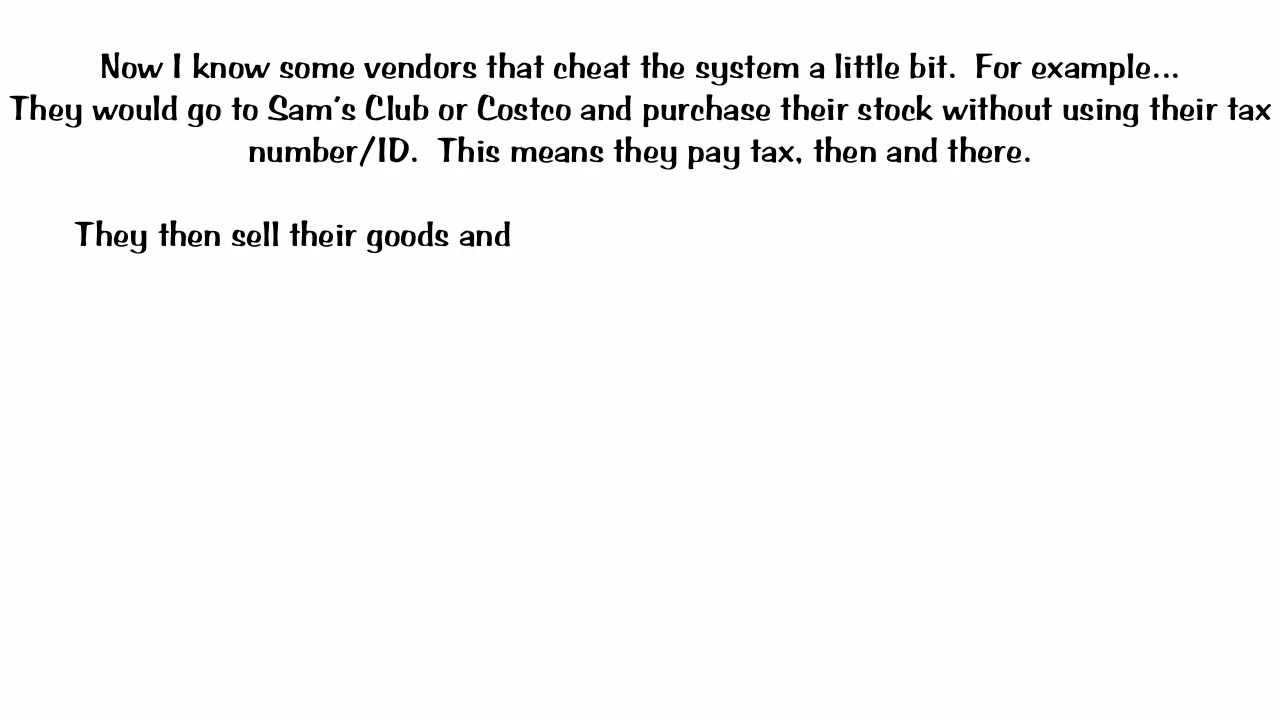 Now I know some vendors that cheat the system a little bit.  For example...
They would go to Sam's Club or Costco and purchase their stock without using their tax
number/ID.  This means they pay tax, then and there.
They then sell their goods and